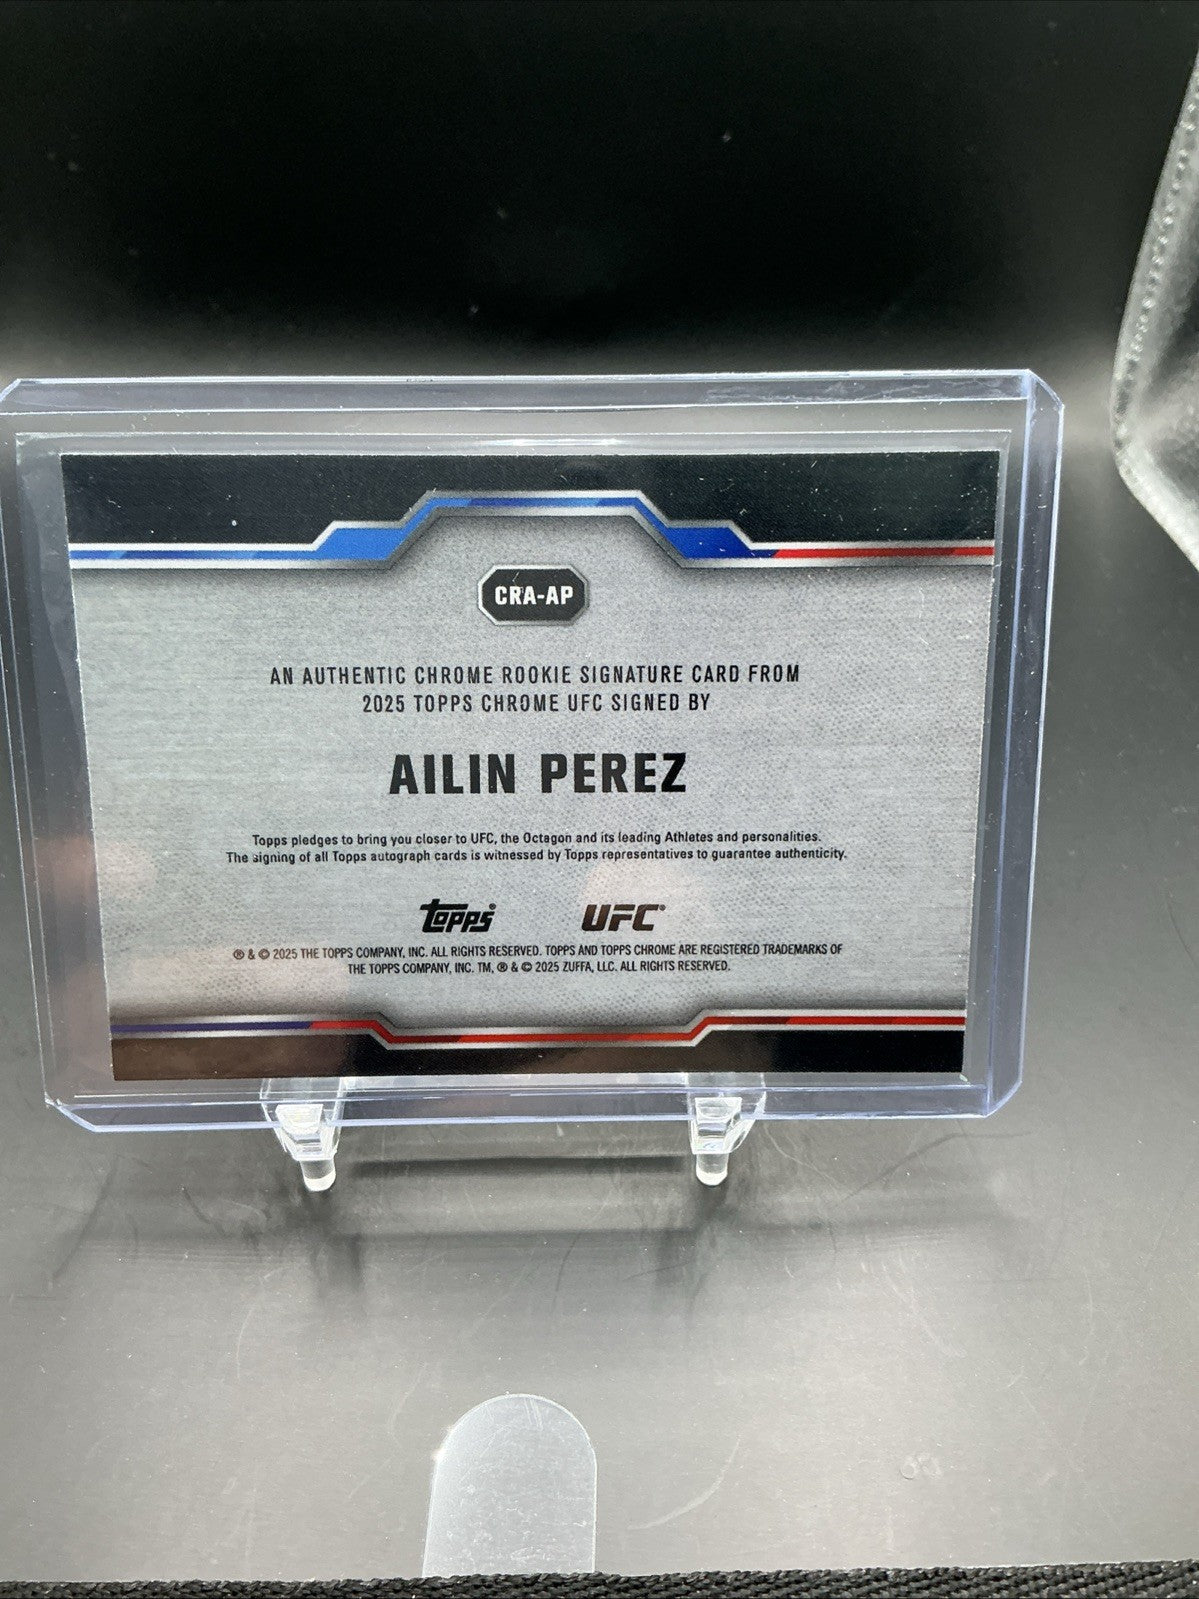 CRA-AP
AN AUTHENTIC CHROME ROOKIE SIGNATURE CARD FROM
2025 TOPPS CHROME UFC SIGNED BY
AILIN PEREZ
Topps pledges to bring you closer to UFC, the Octagon and its leading Athletes and personalities.
The signing of all Topps autograph cards is witnessed by Topps representatives to guarantee authenticity.
Topps® UFC®
® & © 2025 THE TOPPS COMPANY, INC. ALL RIGHTS RESERVED. TOPPS AND TOPPS CHROME ARE REGISTERED TRADEMARKS OF
THE TOPPS COMPANY, INC. TM, ® & © 2025 ZUFFA, LLC. ALL RIGHTS RESERVED.